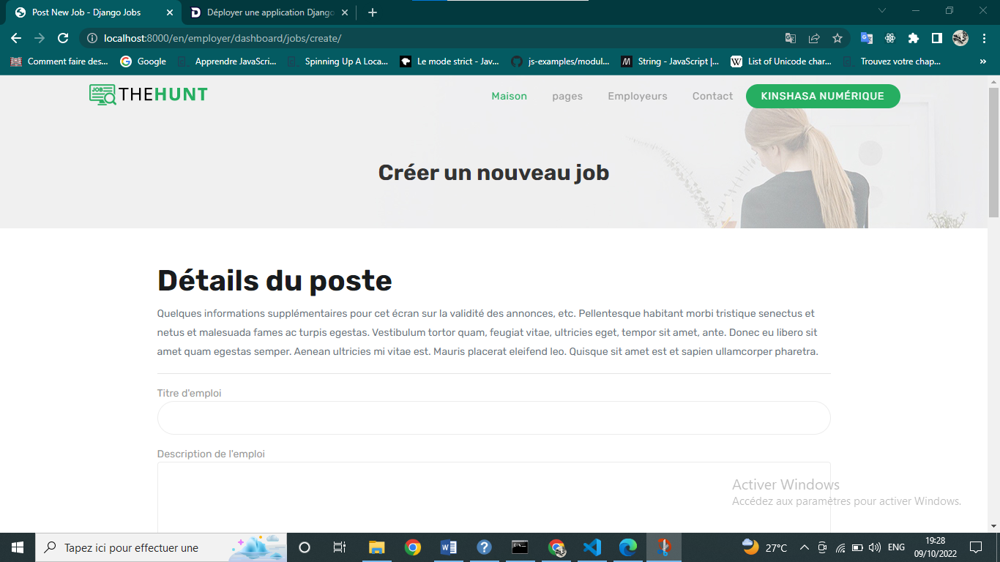 Post New Job - Django Jobs
Déployer une application Django
localhost:8000/en/employer/dashboard/jobs/create/
Comment faire des... Google Apprendre JavaScri... Spinning Up A Loca... Le mode strict - Jav... js-examples/modul... String - JavaScript |... List of Unicode char... Trouvez votre chap... »
JOB THEHUNT Maison pages Employeurs Contact KINSHASA NUMÉRIQUE
Créer un nouveau job
Détails du poste
Quelques informations supplémentaires pour cet écran sur la validité des annonces, etc. Pellentesque habitant morbi tristique senectus et
netus et malesuada fames ac turpis egestas. Vestibulum tortor quam, feugiat vitae, ultricies eget, tempor sit amet, ante. Donec eu libero sit
amet quam egestas semper. Aenean ultricies mi vitae est. Mauris placerat eleifend leo. Quisque sit amet est et sapien ullamcorper pharetra.
Titre d'emploi
Description de l'emploi
Activer Windows
Accédez aux paramètres pour activer Windows.
Tapez ici pour effectuer une
27°C
ENG
19:28
09/10/2022